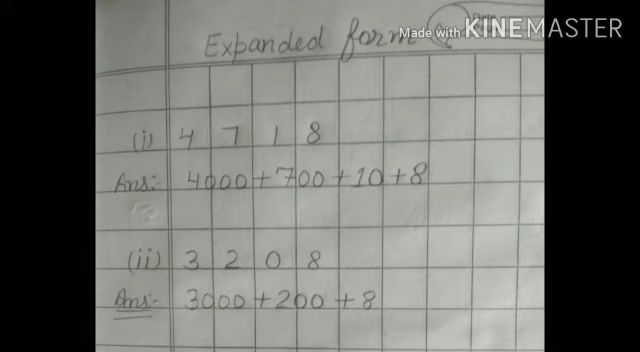 Expanded form
Made with KINEMASTER
(i) 4 7 1 8
Ans:- 4000+700+10+8
(ii) 3 2 0 8
Ans:- 3000+200+8